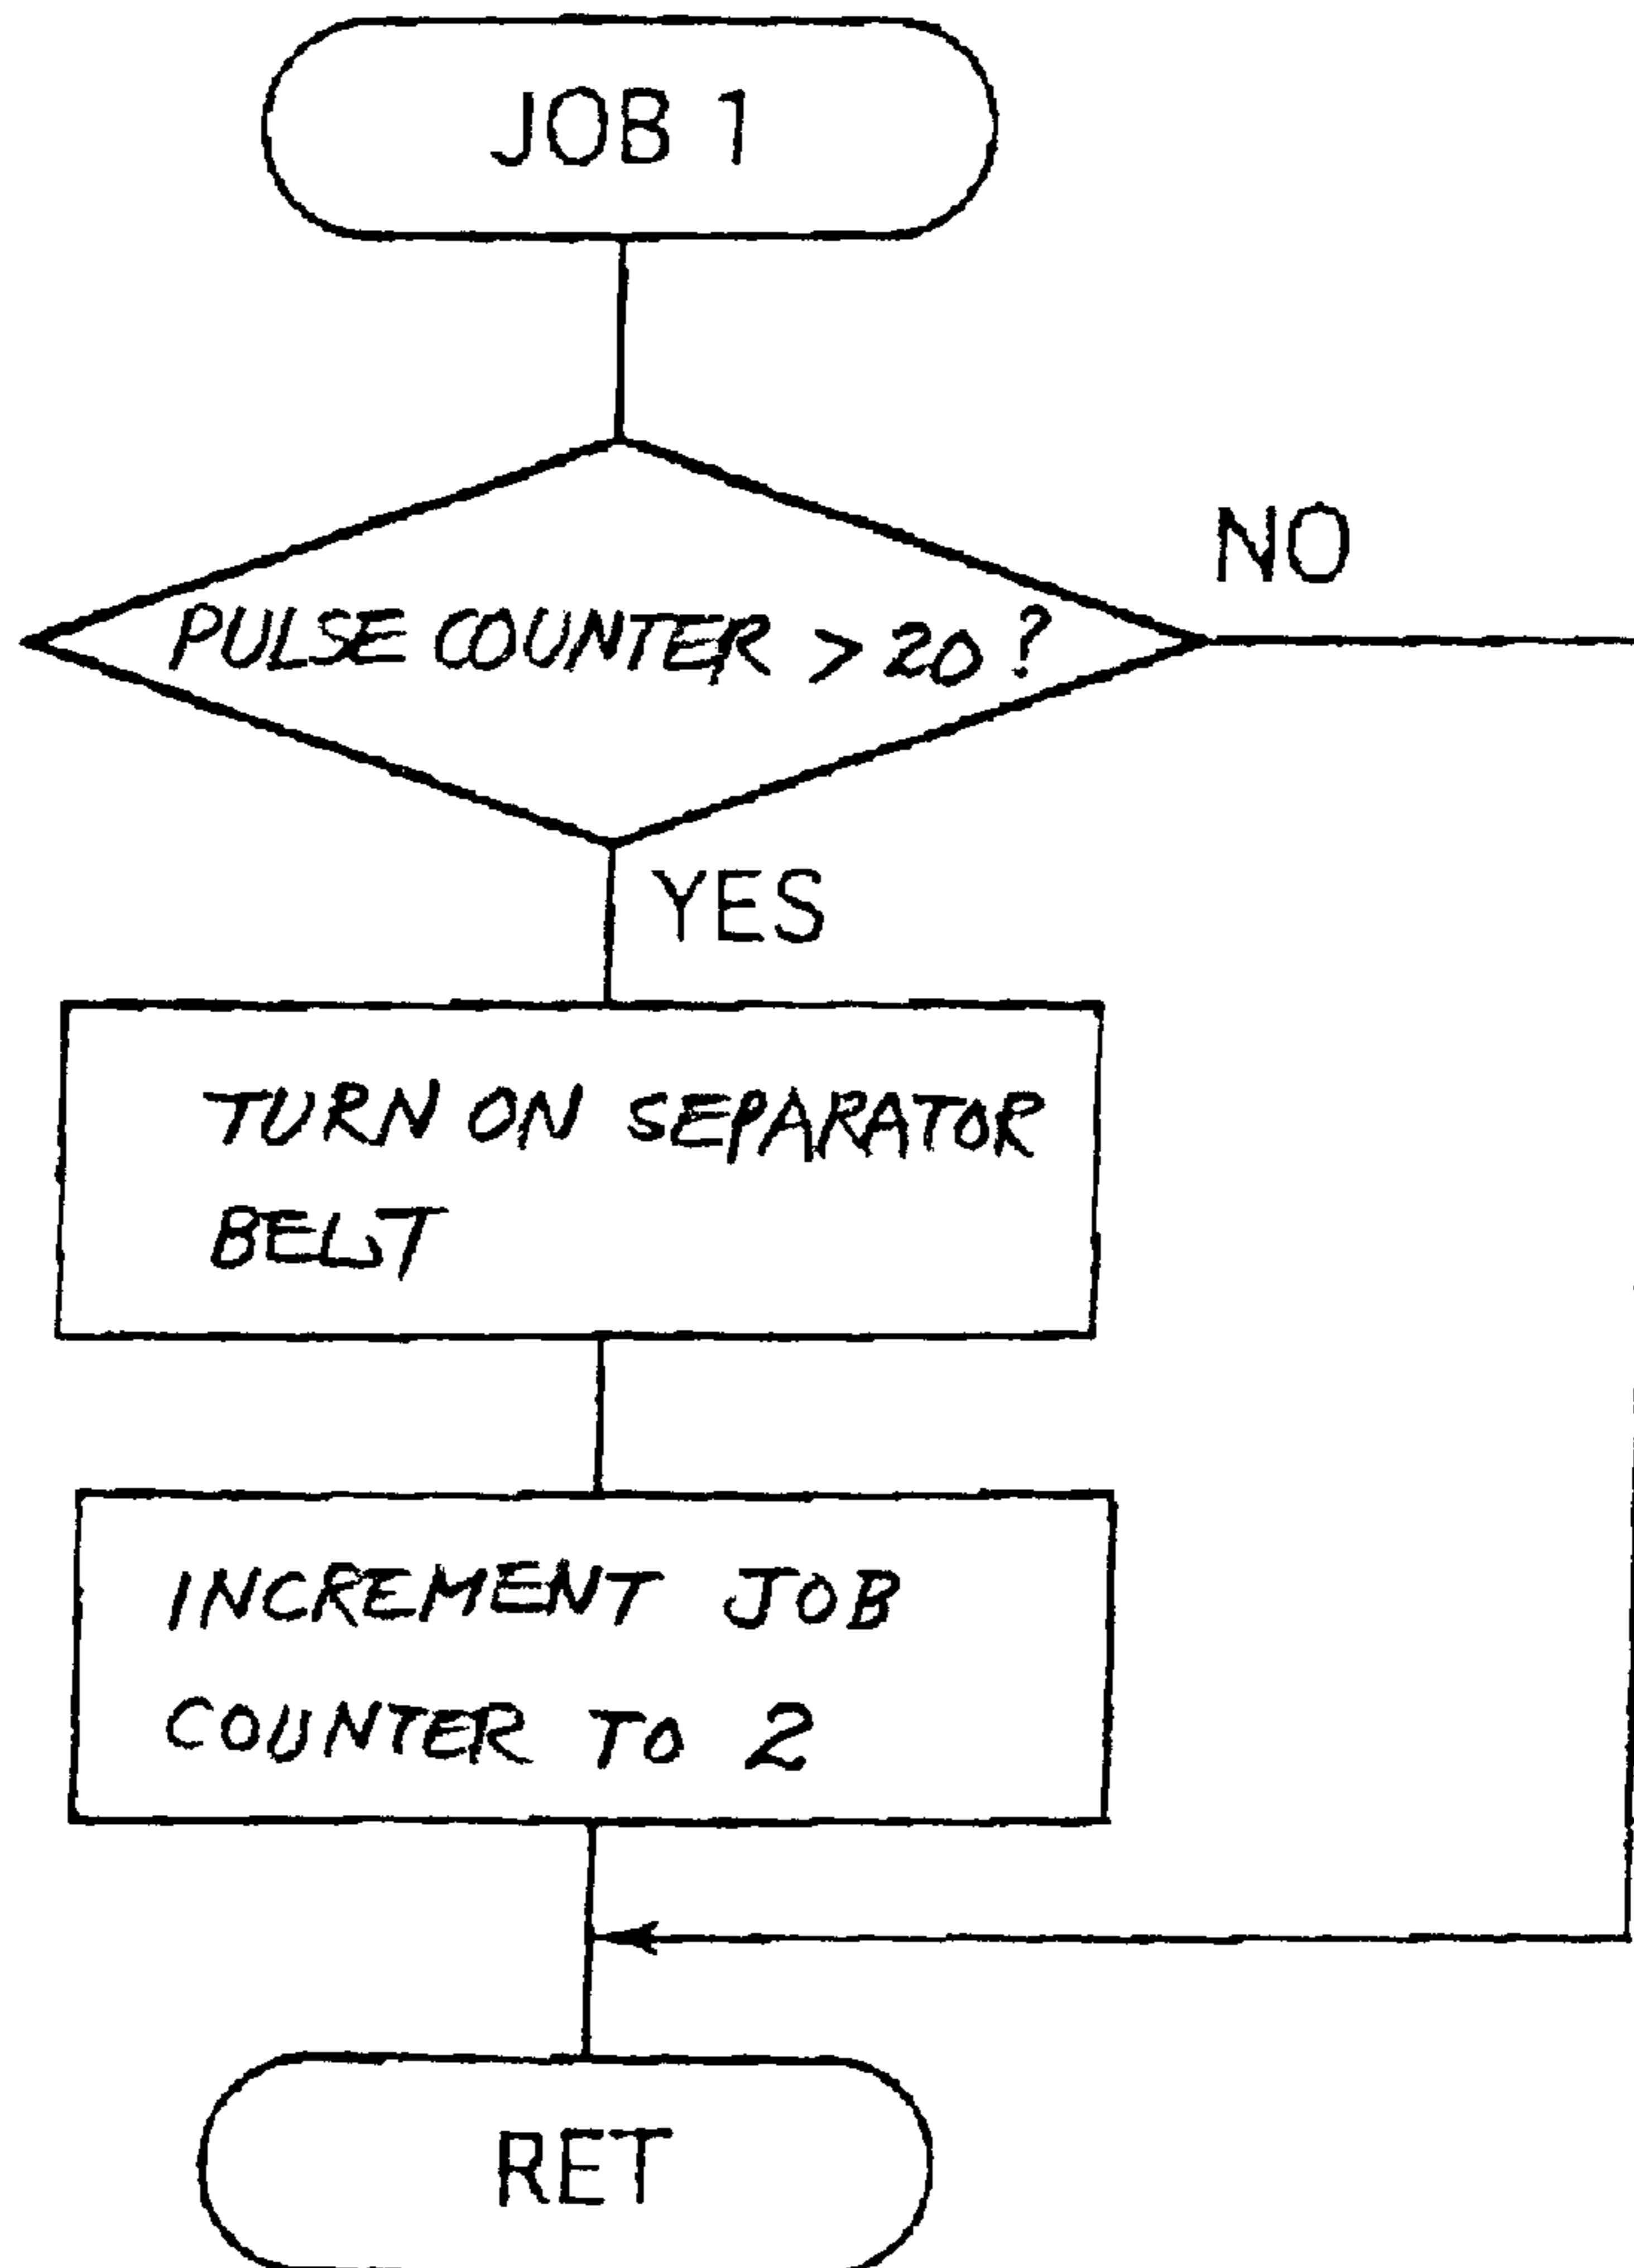 JOB 1
NO
PULSE COUNTER > 20 ?
YES
TURN ON SEPARATOR
BELT
INCREMENT JOB
COUNTER TO 2
RET